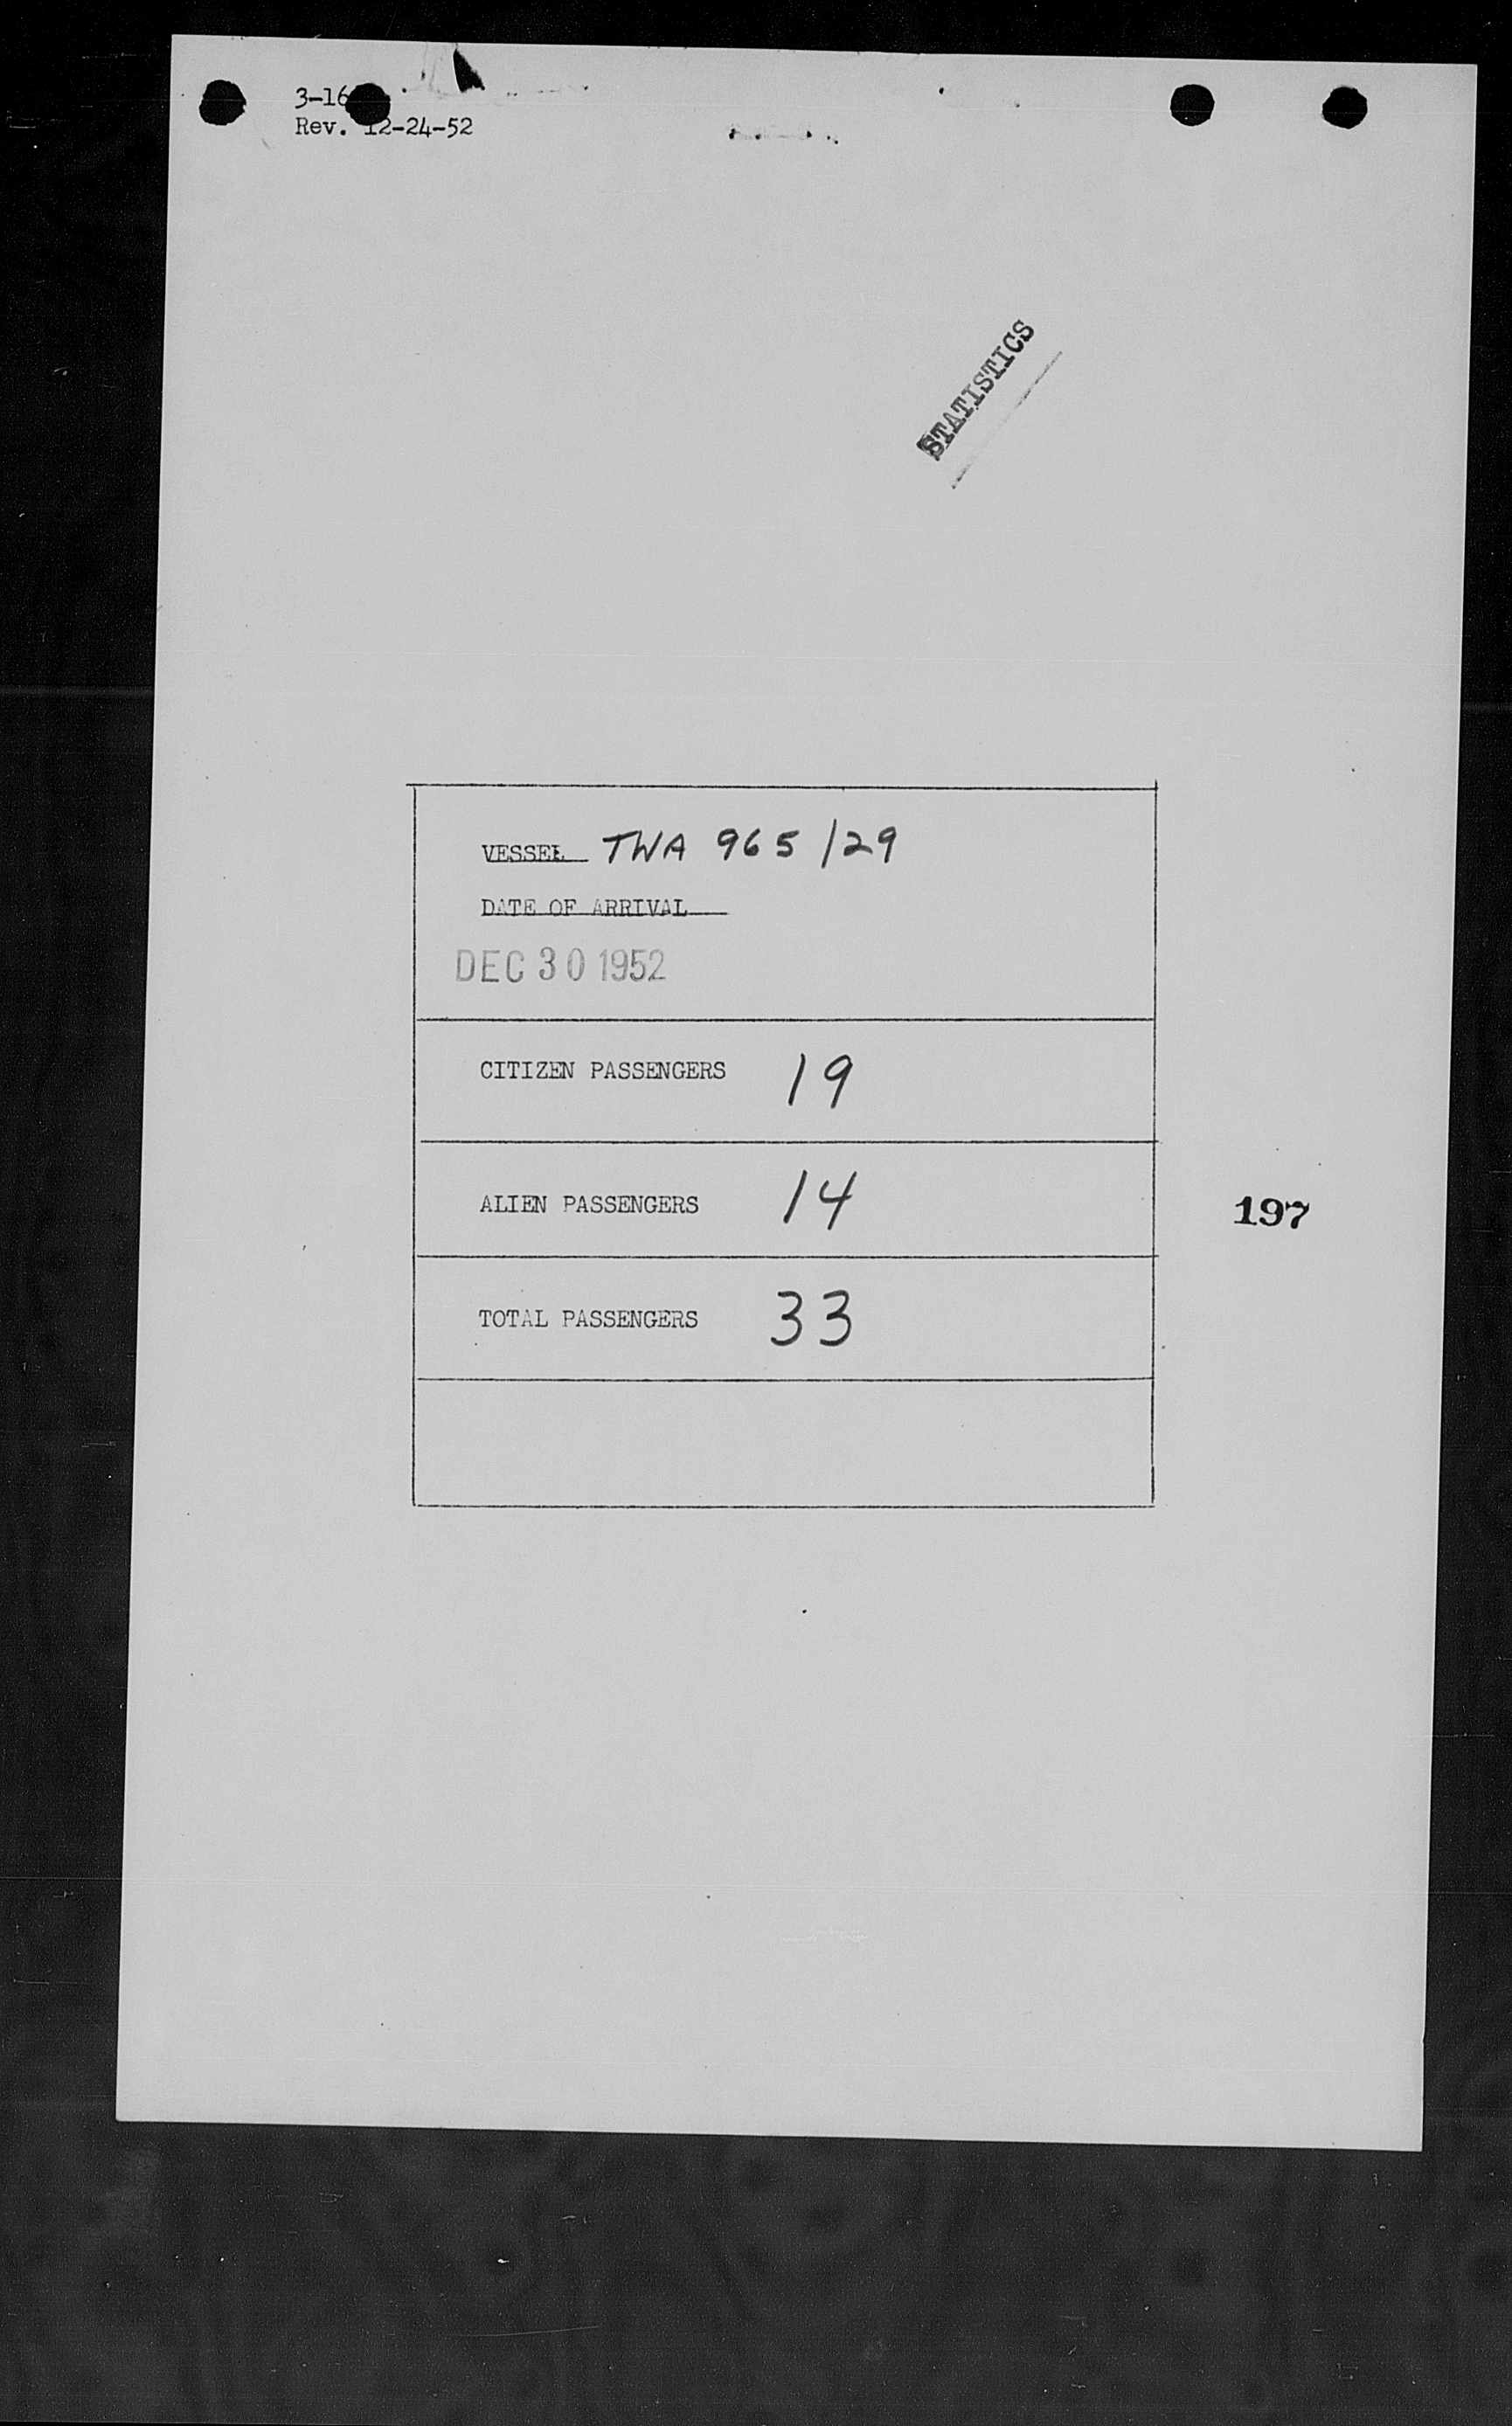 3-16
Rev. 12-24-52
STATISTICS
VESSEL TWA 965/29
DATE OF ARRIVAL
DEC 30 1952
CITIZEN PASSENGERS 19
ALIEN PASSENGERS 14
197
TOTAL PASSENGERS 33